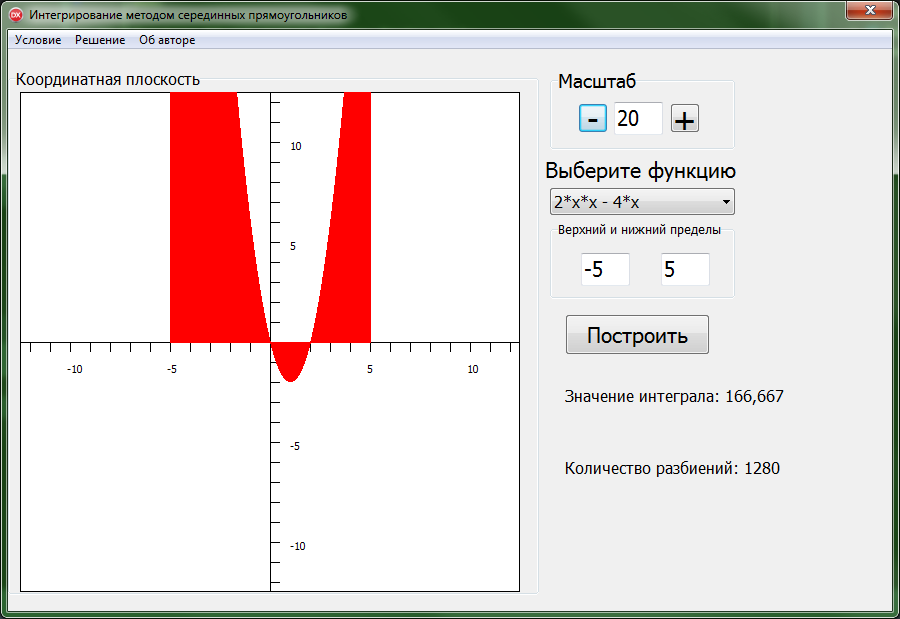 Интегрирование методом серединных прямоугольников
Условие Решение Об авторе
Координатная плоскость
10
5
-10 -5 5 10
-5
-10
Масштаб
- 20 +
Выберите функцию
2*x*x - 4*x
Верхний и нижний пределы
-5 5
Построить
Значение интеграла: 166,667
Количество разбиений: 1280